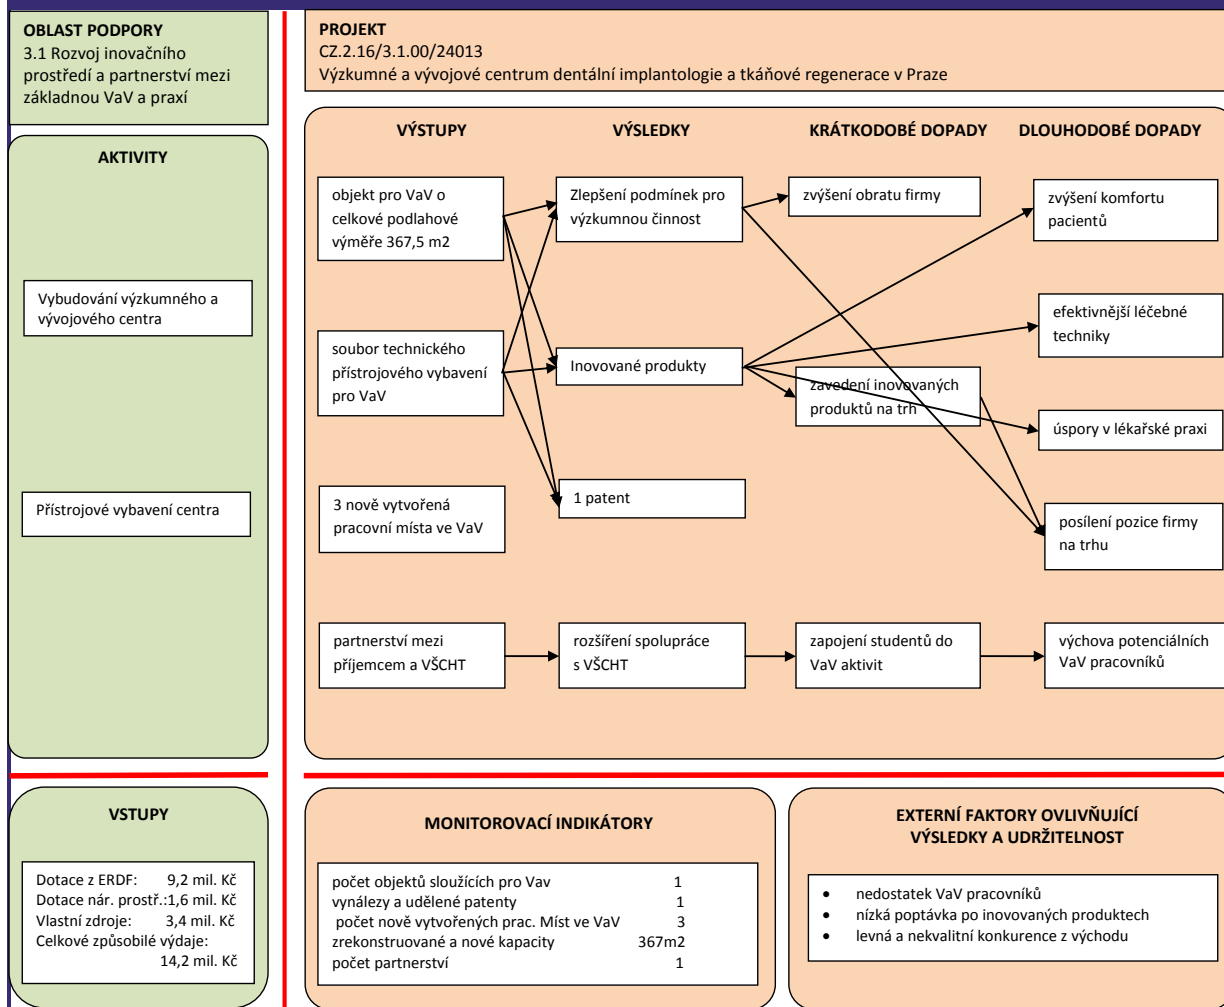 OBLAST PODPORY
3.1 Rozvoj inovačního
prostředí a partnerství mezi
základnou VaV a praxí
PROJEKT
CZ.2.16/3.1.00/24013
Výzkumné a vývojové centrum dentální implantologie a tkáňové regenerace v Praze
AKTIVITY
Vybudování výzkumného a
vývojového centra
Přístrojové vybavení centra
VÝSTUPY
objekt pro VaV o
celkové podlahové
výměře 367,5 m2
soubor technického
přístrojového vybavení
pro VaV
3 nově vytvořená
pracovní místa ve VaV
partnerství mezi
příjemcem a VŠCHT
VÝSLEDKY
Zlepšení podmínek pro
výzkumnou činnost
Inovované produkty
1 patent
rozšíření spolupráce
s VŠCHT
KRÁTKODOBÉ DOPADY
zvýšení obratu firmy
zavedení inovovaných
produktů na trh
zapojení studentů do
VaV aktivit
DLOUHODOBÉ DOPADY
zvýšení komfortu
pacientů
efektivnější léčebné
techniky
úspory v lékařské praxi
posílení pozice firmy
na trhu
výchova potenciálních
VaV pracovníků
VSTUPY
Dotace z ERDF: 9,2 mil. Kč
Dotace nár. prostř.:1,6 mil. Kč
Vlastní zdroje: 3,4 mil. Kč
Celkové způsobilé výdaje:
14,2 mil. Kč
MONITOROVACÍ INDIKÁTORY
počet objektů sloužících pro Vav 1
vynálezy a udělené patenty 1
počet nově vytvořených prac. Míst ve VaV 3
zrekonstruované a nové kapacity 367m2
počet partnerství 1
EXTERNÍ FAKTORY OVLIVŇUJÍCÍ
VÝSLEDKY A UDRŽITELNOST
• nedostatek VaV pracovníků
• nízká poptávka po inovovaných produktech
• levná a nekvalitní konkurence z východu